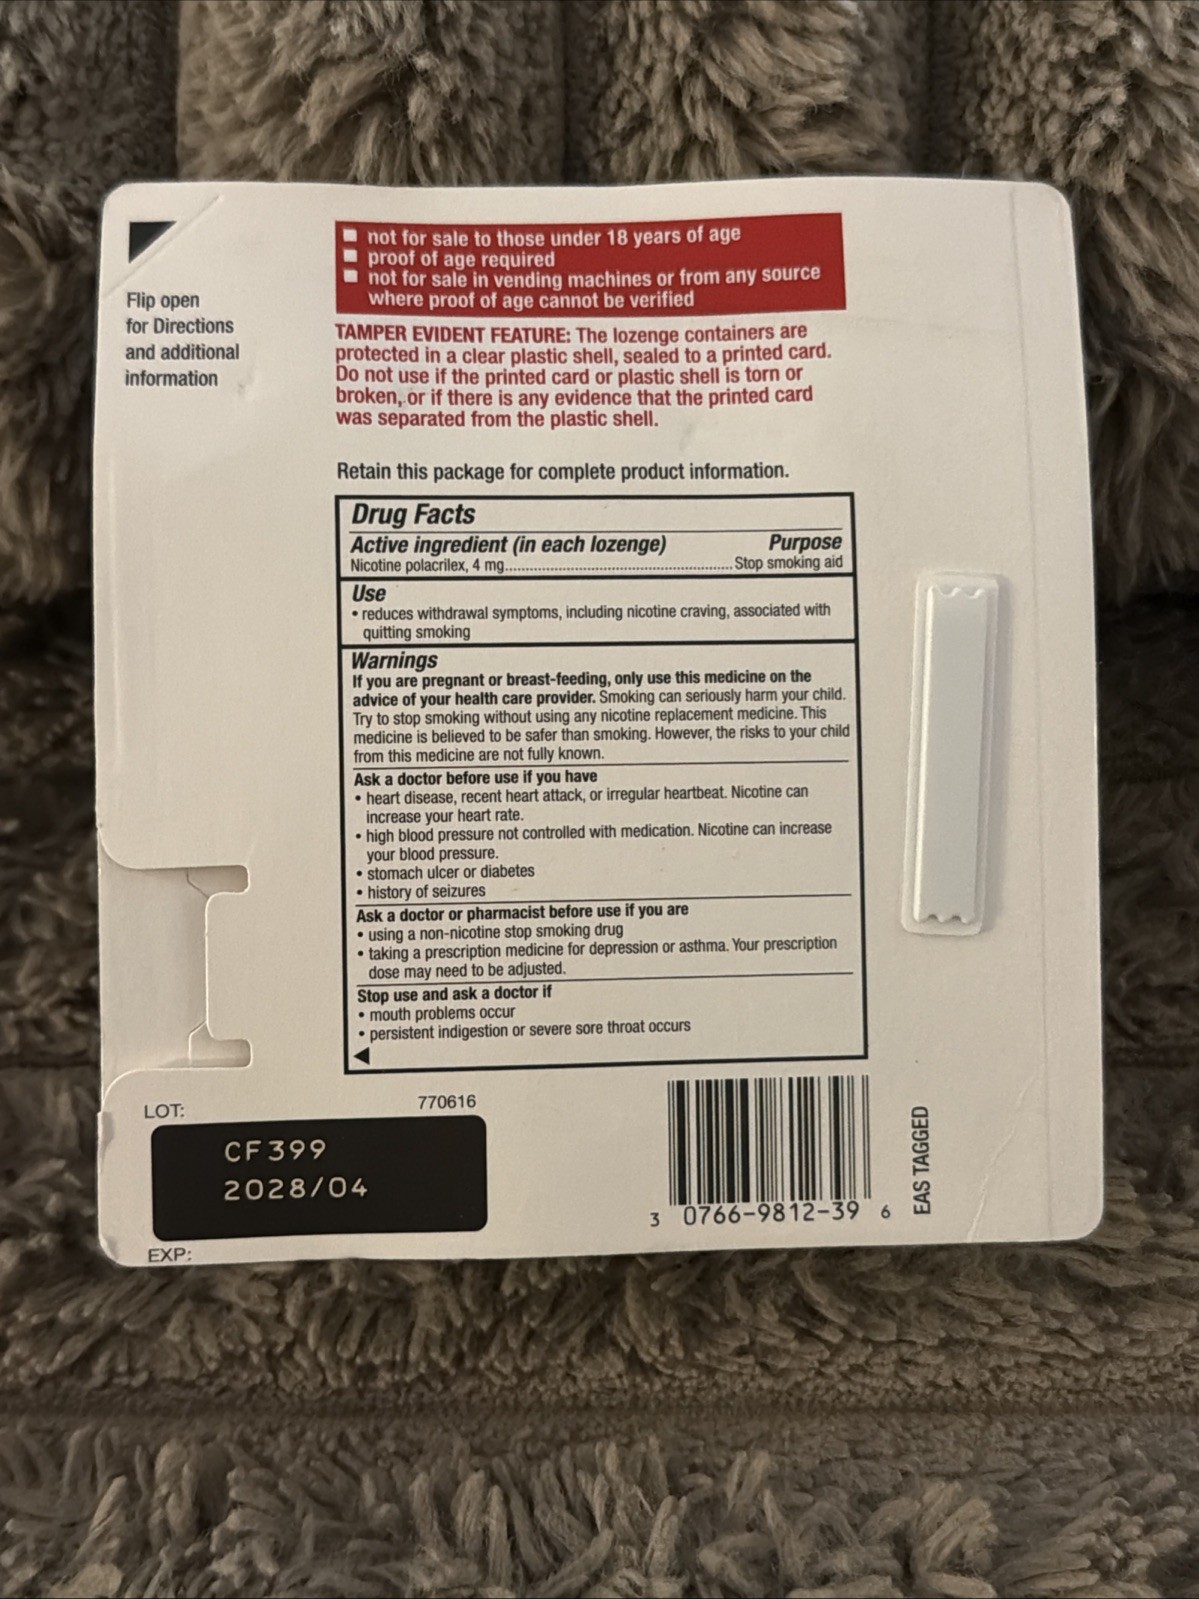 Flip open
for Directions
and additional
information
■ not for sale to those under 18 years of age
■ proof of age required
■ not for sale in vending machines or from any source
where proof of age cannot be verified
TAMPER EVIDENT FEATURE: The lozenge containers are
protected in a clear plastic shell, sealed to a printed card.
Do not use if the printed card or plastic shell is torn or
broken, or if there is any evidence that the printed card
was separated from the plastic shell.
Retain this package for complete product information.
Drug Facts
Active ingredient (in each lozenge) Purpose
Nicotine polacrilex, 4 mg..........................................................Stop smoking aid
Use
• reduces withdrawal symptoms, including nicotine craving, associated with
quitting smoking
Warnings
If you are pregnant or breast-feeding, only use this medicine on the
advice of your health care provider. Smoking can seriously harm your child.
Try to stop smoking without using any nicotine replacement medicine. This
medicine is believed to be safer than smoking. However, the risks to your child
from this medicine are not fully known.
Ask a doctor before use if you have
• heart disease, recent heart attack, or irregular heartbeat. Nicotine can
increase your heart rate.
• high blood pressure not controlled with medication. Nicotine can increase
your blood pressure.
• stomach ulcer or diabetes
• history of seizures
Ask a doctor or pharmacist before use if you are
• using a non-nicotine stop smoking drug
• taking a prescription medicine for depression or asthma. Your prescription
dose may need to be adjusted.
Stop use and ask a doctor if
• mouth problems occur
• persistent indigestion or severe sore throat occurs
LOT:
770616
CF399
2028/04
EXP:
3 0766-9812-39 6
EAS TAGGED